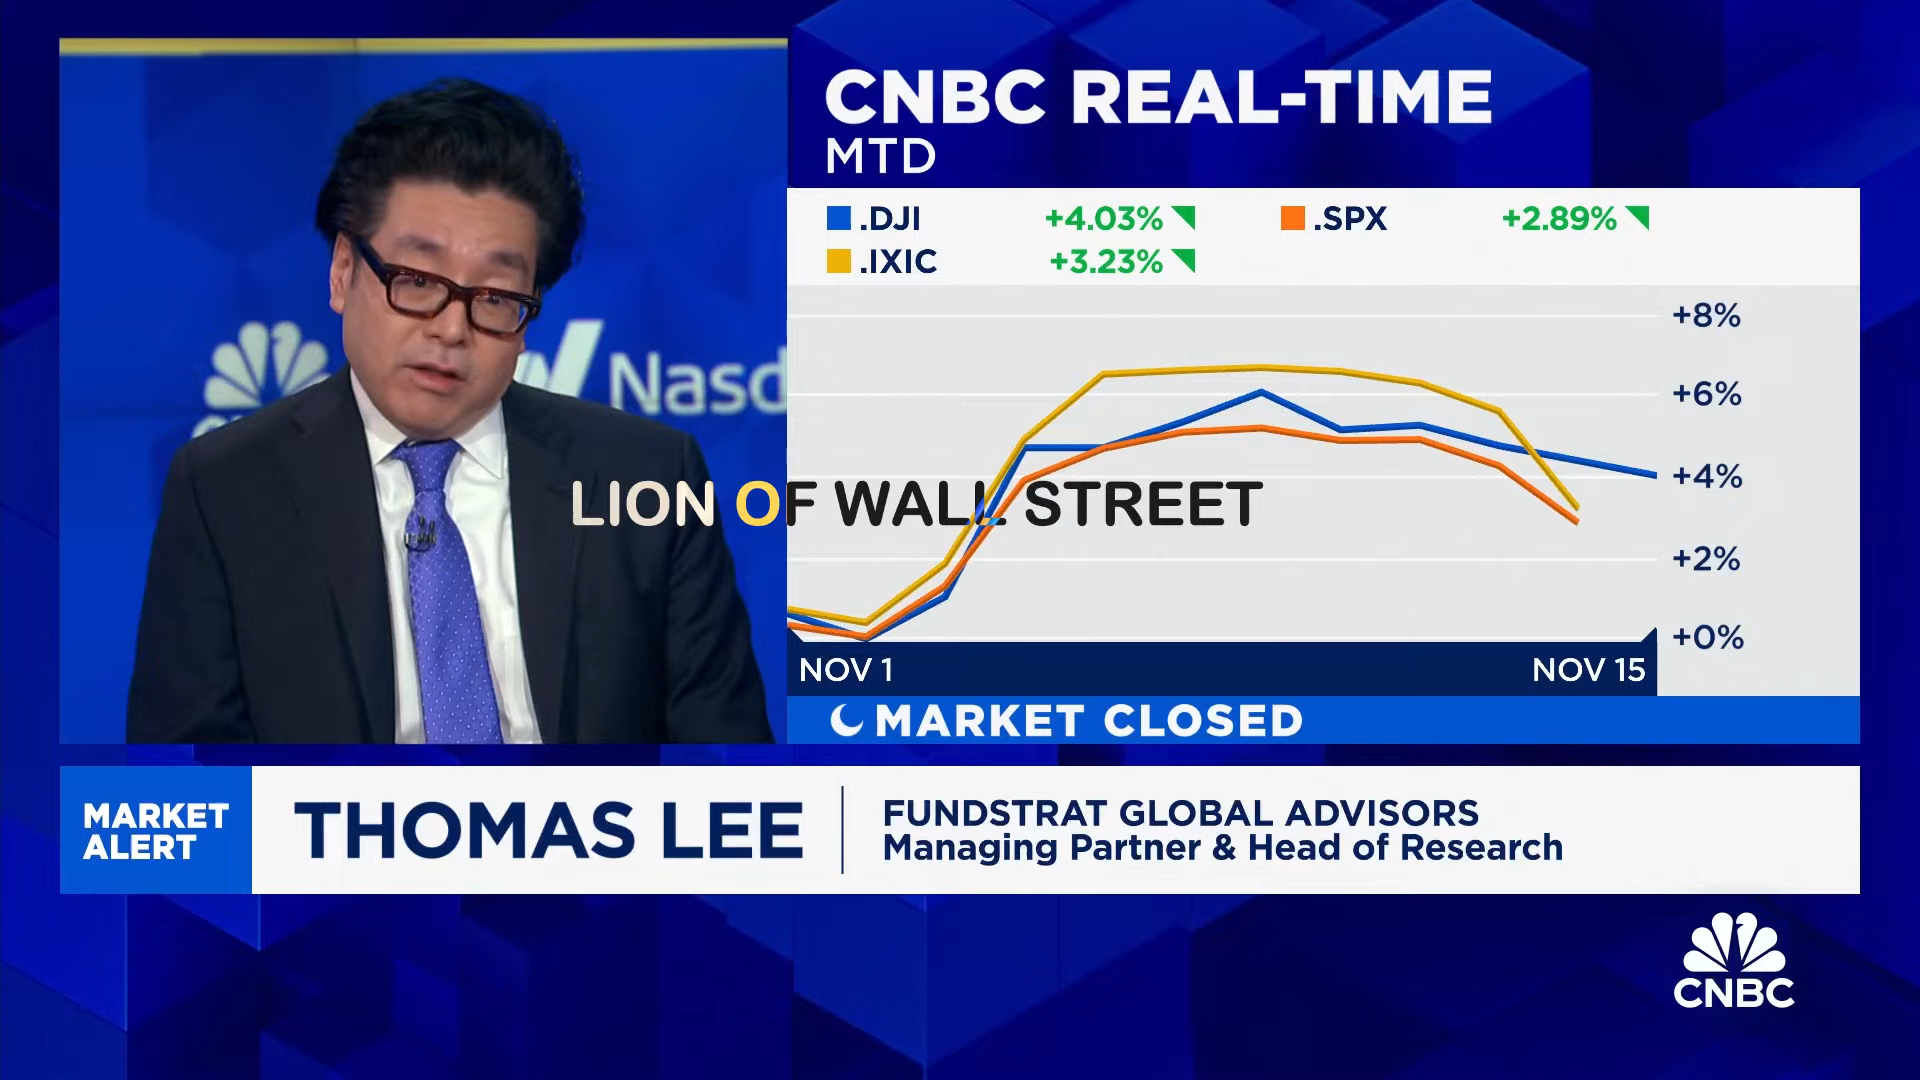 CNBC REAL-TIME
MTD
.DJI +4.03% .SPX +2.89%
.IXIC +3.23%
+8%
+6%
+4%
+2%
+0%
NOV 1 NOV 15
MARKET CLOSED
Nasd
LION OF WALL STREET
MARKET
ALERT
THOMAS LEE
FUNDSTRAT GLOBAL ADVISORS
Managing Partner & Head of Research
CNBC